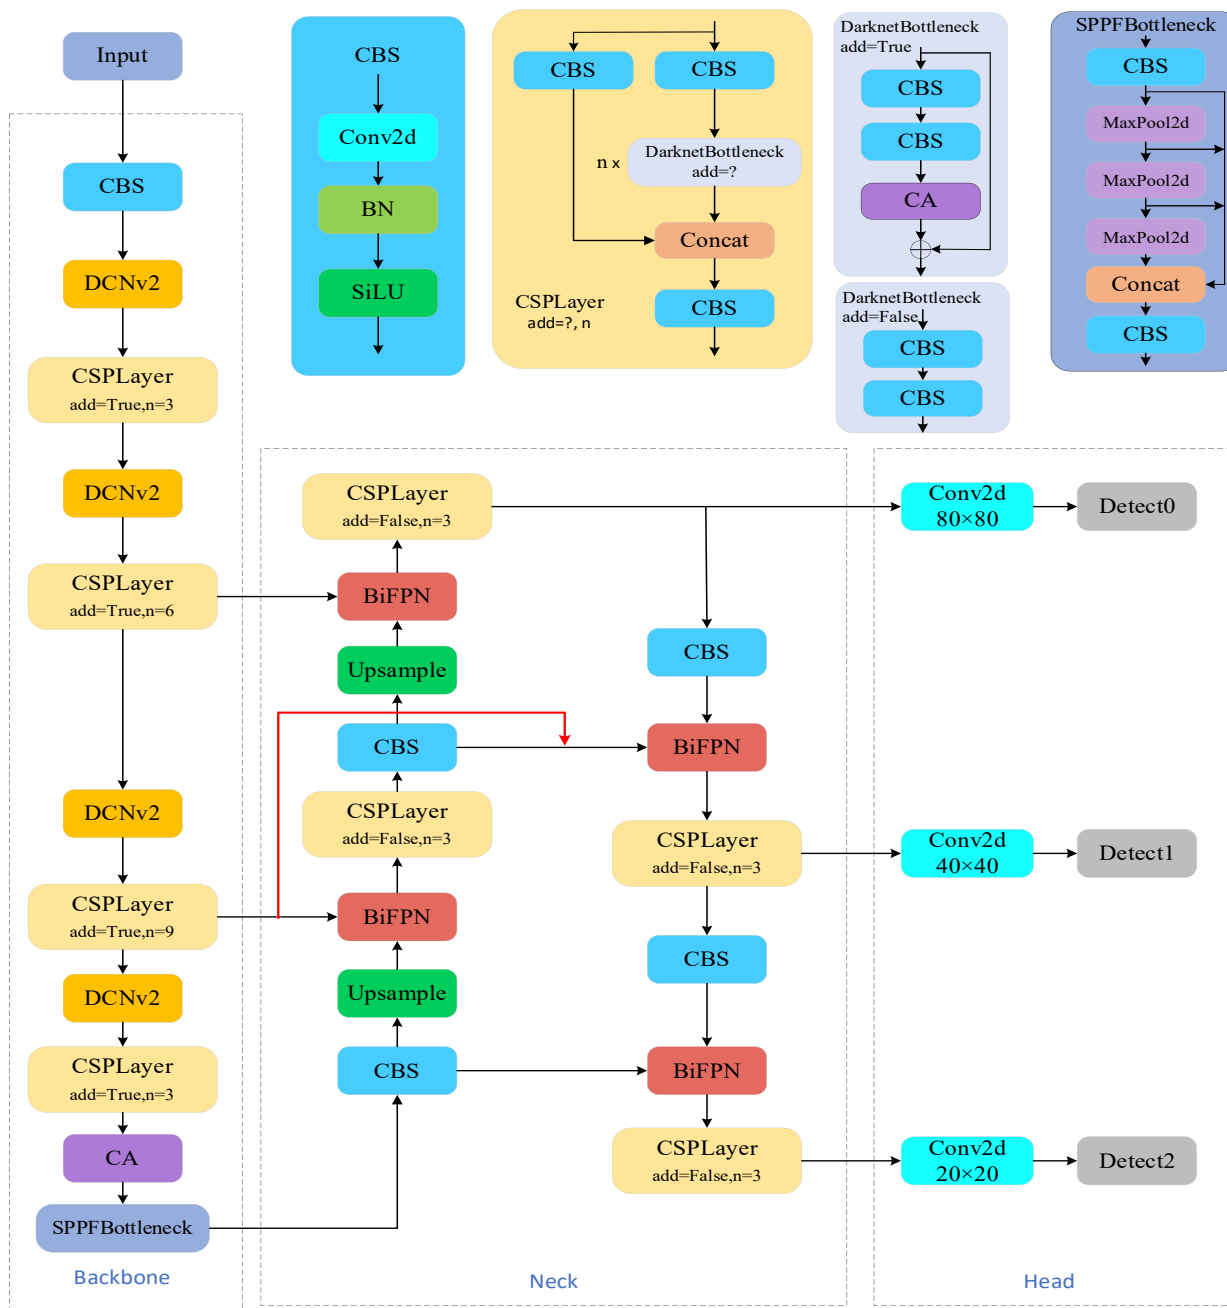 Input
CBS
DCNv2
CSPLayer
add=True,n=3
DCNv2
CSPLayer
add=True,n=6
DCNv2
CSPLayer
add=True,n=9
DCNv2
CSPLayer
add=True,n=3
CA
SPPFBottleneck
Backbone
CBS
Conv2d
BN
SiLU
CBS
CBS
n x
DarknetBottleneck
add=?
Concat
CSPLayer
add=?, n
CBS
DarknetBottleneck
add=True
CBS
CBS
CA
DarknetBottleneck
add=False
CBS
CBS
SPPFBottleneck
CBS
MaxPool2d
MaxPool2d
MaxPool2d
Concat
CBS
CSPLayer
add=False,n=3
BiFPN
Upsample
CBS
CSPLayer
add=False,n=3
BiFPN
Upsample
CBS
CBS
BiFPN
CSPLayer
add=False,n=3
CBS
BiFPN
CSPLayer
add=False,n=3
Neck
Conv2d
80×80
Detect0
Conv2d
40×40
Detect1
Conv2d
20×20
Detect2
Head